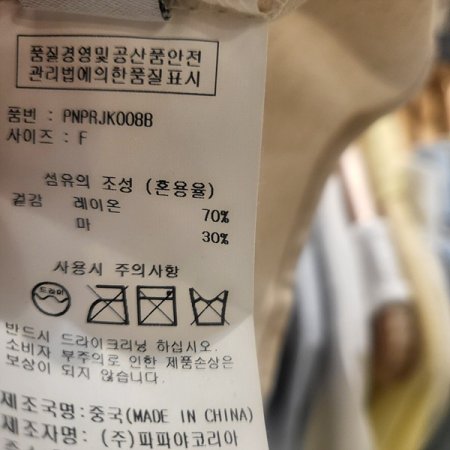 품질경영및공산품안전
관리법에의한품질표시
품번 : PNPRJK008B
사이즈 : F
섬유의 조성 (혼용율)
겉감 레이온 70%
마 30%
사용시 주의사항
드라이
반드시 드라이크리닝 하십시오.
소비자 부주의로 인한 제품손상은
보상이 되지 않습니다.
제조국명:중국(MADE IN CHINA)
제조자명: (주)파파야코리아